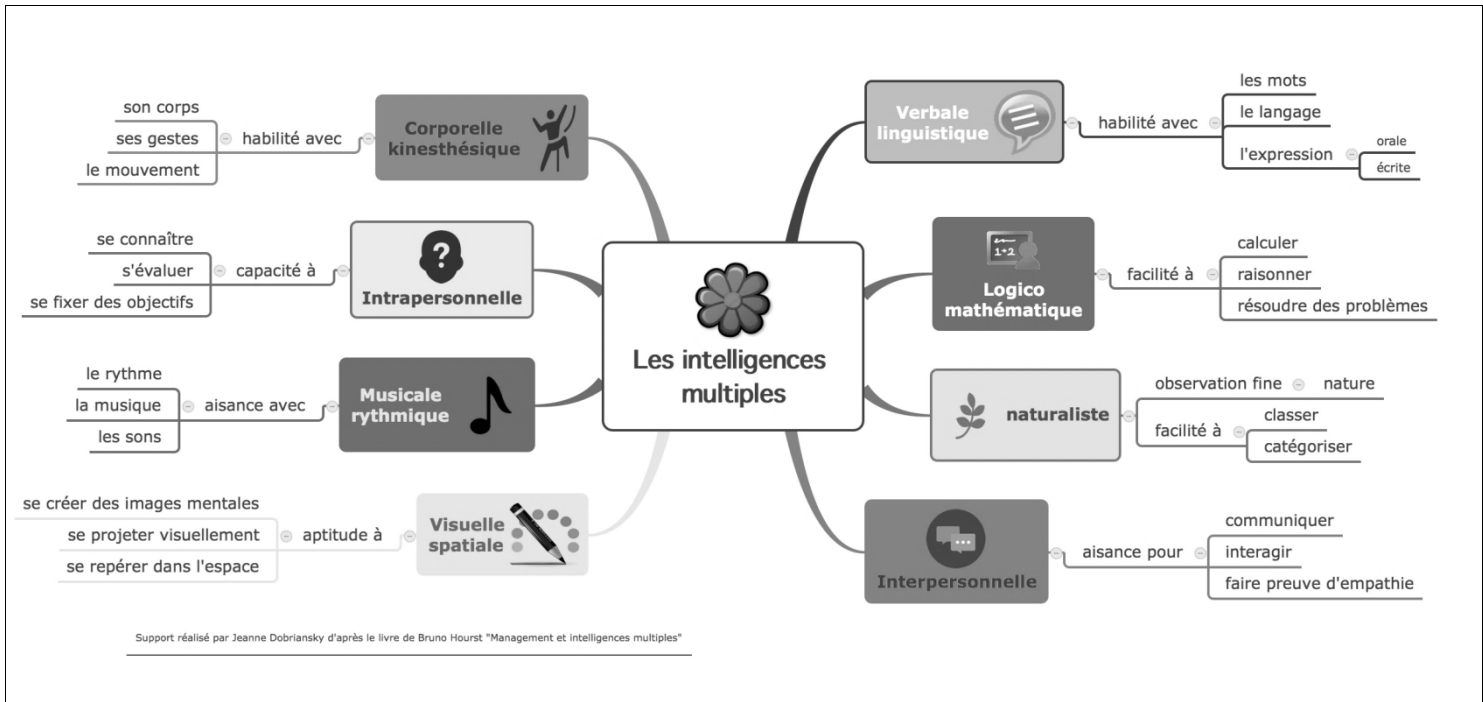 Les intelligences
multiples
Verbale
linguistique
habilité avec
les mots
le langage
l'expression
orale
écrite
Logico
mathématique
1+2
facilité à
calculer
raisonner
résoudre des problèmes
naturaliste
observation fine
nature
facilité à
classer
catégoriser
Interpersonnelle
aisance pour
communiquer
interagir
faire preuve d'empathie
Corporelle
kinesthésique
habilité avec
son corps
ses gestes
le mouvement
?
Intrapersonnelle
capacité à
se connaître
s'évaluer
se fixer des objectifs
Musicale
rythmique
aisance avec
le rythme
la musique
les sons
Visuelle
spatiale
aptitude à
se créer des images mentales
se projeter visuellement
se repérer dans l'espace
Support réalisé par Jeanne Dobriansky d'après le livre de Bruno Hourst "Management et intelligences multiples"